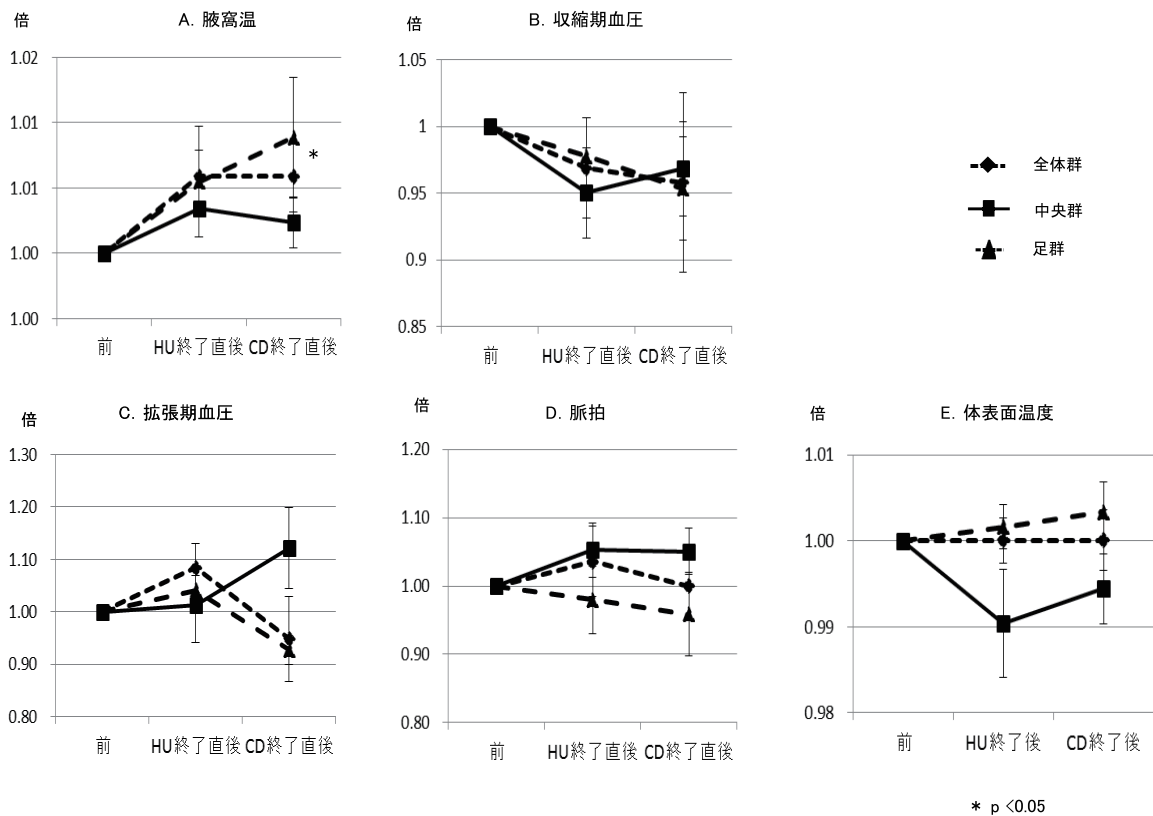 倍
A. 腋窩温
1.02
1.01
1.01
1.00
1.00
*
前
HU終了直後
CD終了直後
倍
B. 収縮期血圧
1.05
1
0.95
0.9
0.85
前
HU終了直後
CD終了直後
全体群
中央群
足群
倍
C. 拡張期血圧
1.30
1.20
1.10
1.00
0.90
0.80
前
HU終了直後
CD終了直後
倍
D. 脈拍
1.20
1.10
1.00
0.90
0.80
前
HU終了直後
CD終了直後
倍
E. 体表面温度
1.01
1.00
0.99
0.98
前
HU終了後
CD終了後
* p <0.05